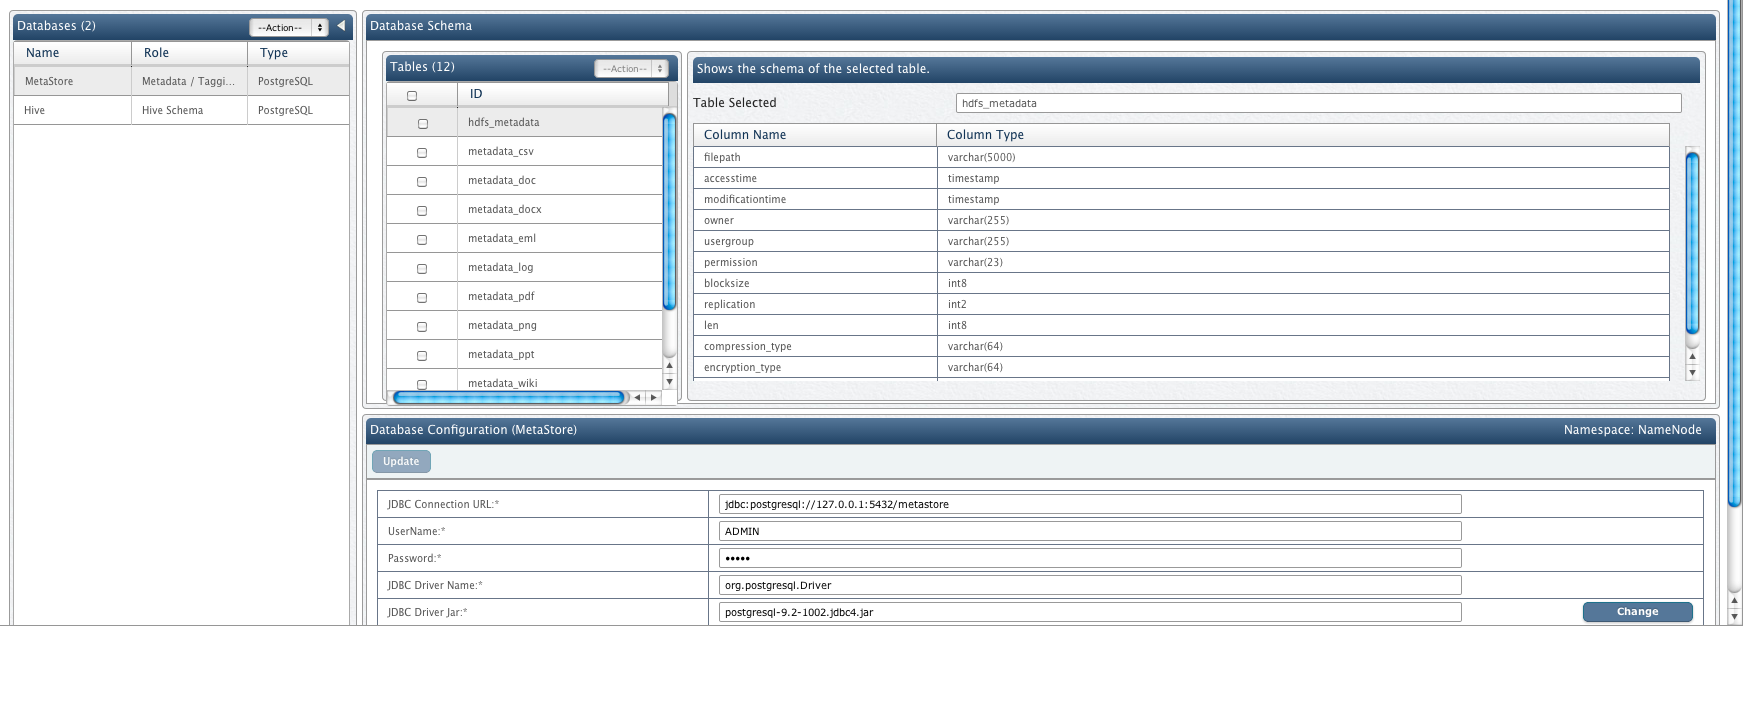 Databases (2) --Action--
Name Role Type
MetaStore Metadata / Taggi... PostgreSQL
Hive Hive Schema PostgreSQL
Database Schema
Tables (12) --Action--
ID
hdfs_metadata
metadata_csv
metadata_doc
metadata_docx
metadata_eml
metadata_log
metadata_pdf
metadata_png
metadata_ppt
metadata_wiki
Shows the schema of the selected table.
Table Selected hdfs_metadata
Column Name Column Type
filepath varchar(5000)
accesstime timestamp
modificationtime timestamp
owner varchar(255)
usergroup varchar(255)
permission varchar(23)
blocksize int8
replication int2
len int8
compression_type varchar(64)
encryption_type varchar(64)
Database Configuration (MetaStore) Namespace: NameNode
Update
JDBC Connection URL:* jdbc:postgresql://127.0.0.1:5432/metastore
UserName:* ADMIN
Password:* •••••
JDBC Driver Name:* org.postgresql.Driver
JDBC Driver Jar:* postgresql-9.2-1002.jdbc4.jar Change